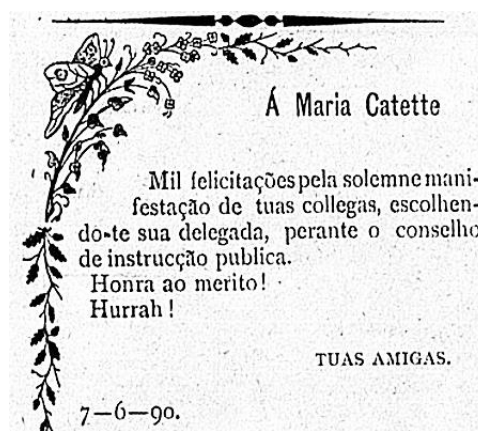 Á Maria Catette
Mil felicitações pela solemne mani-
festação de tuas collegas, escolhen-
do-te sua delegada, perante o conselho
de instrucção publica.
Honra ao merito!
Hurrah!
TUAS AMIGAS.
7—6—90.